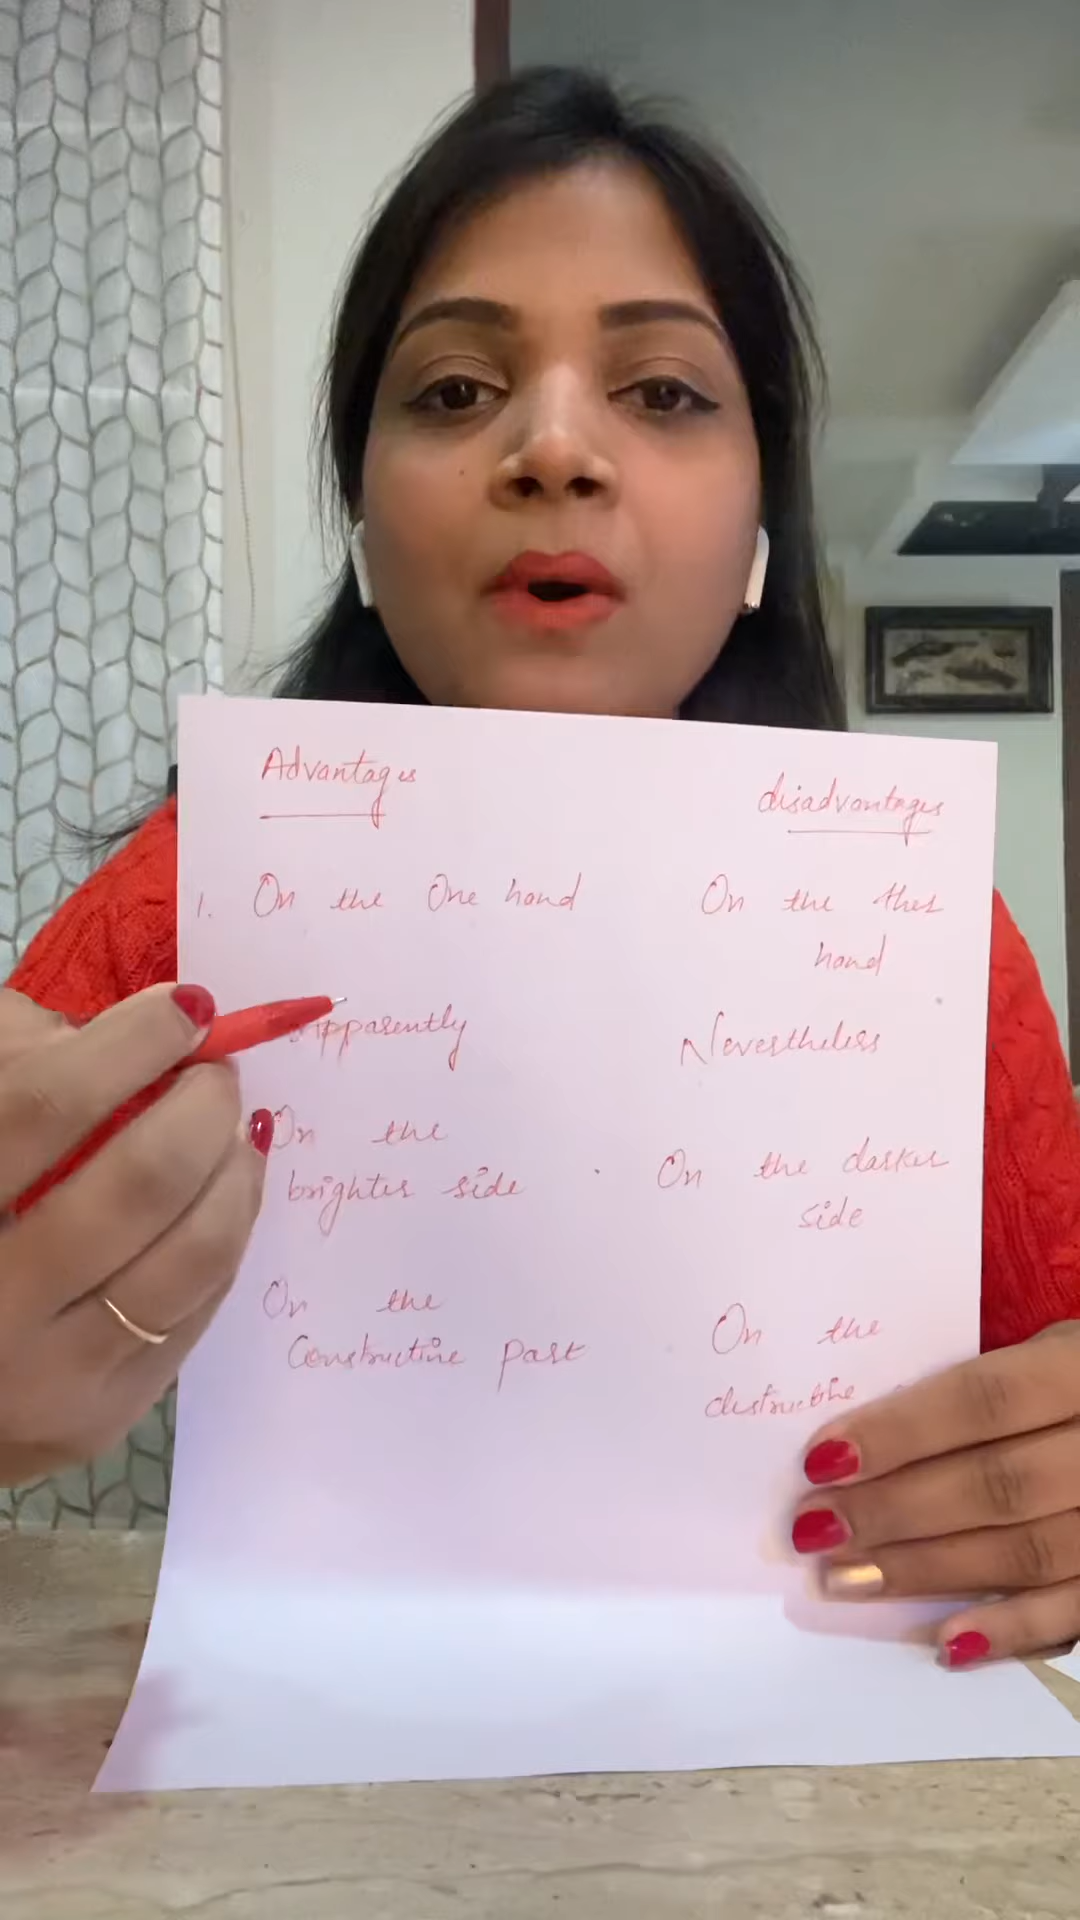 Advantages
disadvantages
1. On the One hand
On the ther
hand
Apparently
Nevertheless
On the
brighter side
On the darker
side
On the
Constructive part
On the
destructive